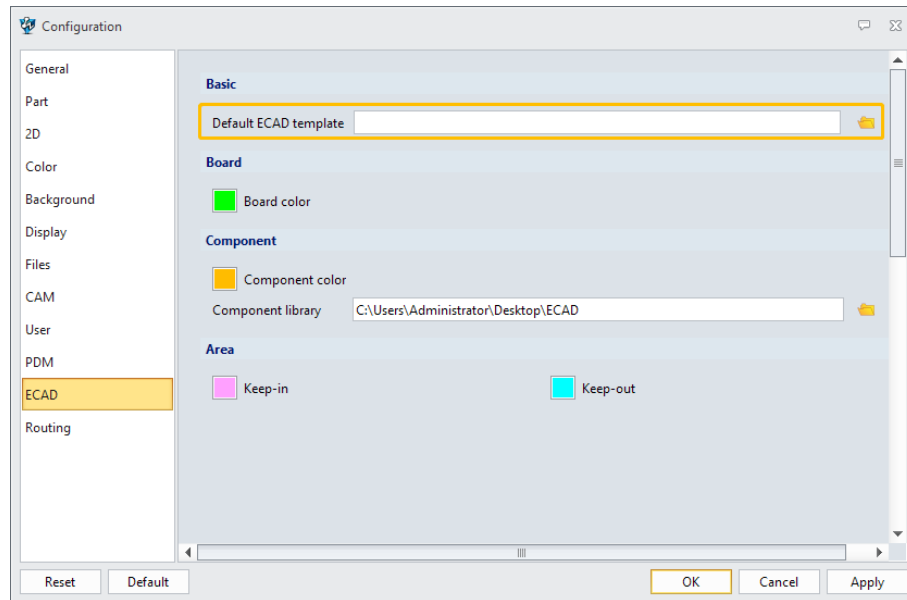 Configuration
General
Part
2D
Color
Background
Display
Files
CAM
User
PDM
ECAD
Routing
Basic
Default ECAD template
Board
Board color
Component
Component color
Component library C:\Users\Administrator\Desktop\ECAD
Area
Keep-in Keep-out
Reset Default OK Cancel Apply